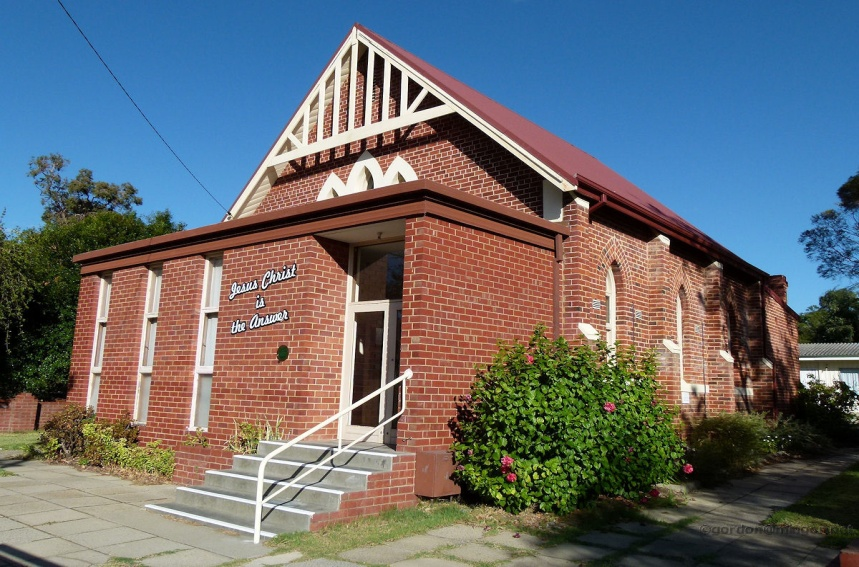 Jesus Christ
is
the Answer